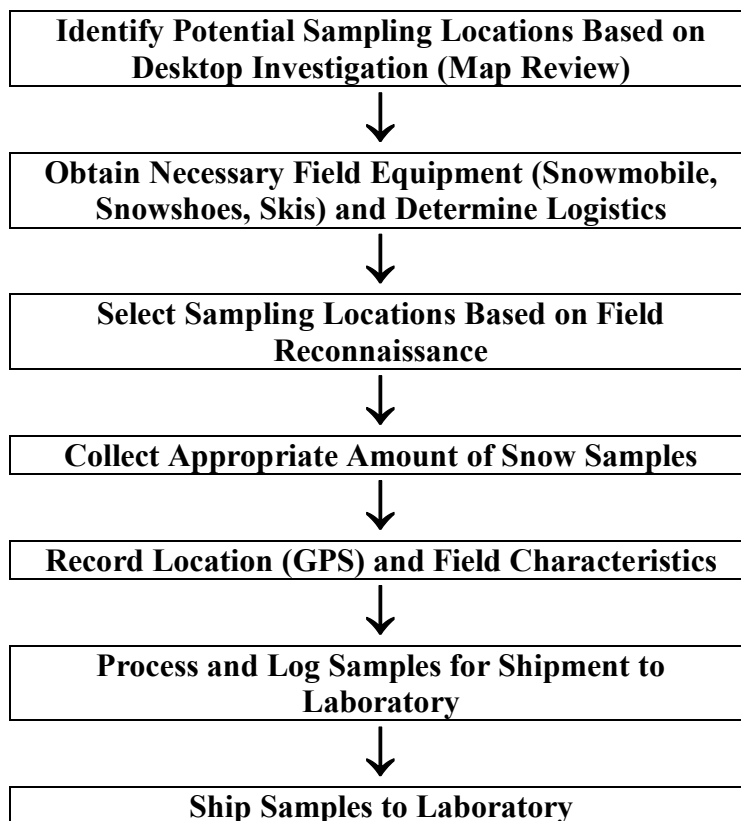 Identify Potential Sampling Locations Based on
Desktop Investigation (Map Review)
Obtain Necessary Field Equipment (Snowmobile,
Snowshoes, Skis) and Determine Logistics
Select Sampling Locations Based on Field
Reconnaissance
Collect Appropriate Amount of Snow Samples
Record Location (GPS) and Field Characteristics
Process and Log Samples for Shipment to
Laboratory
Ship Samples to Laboratory